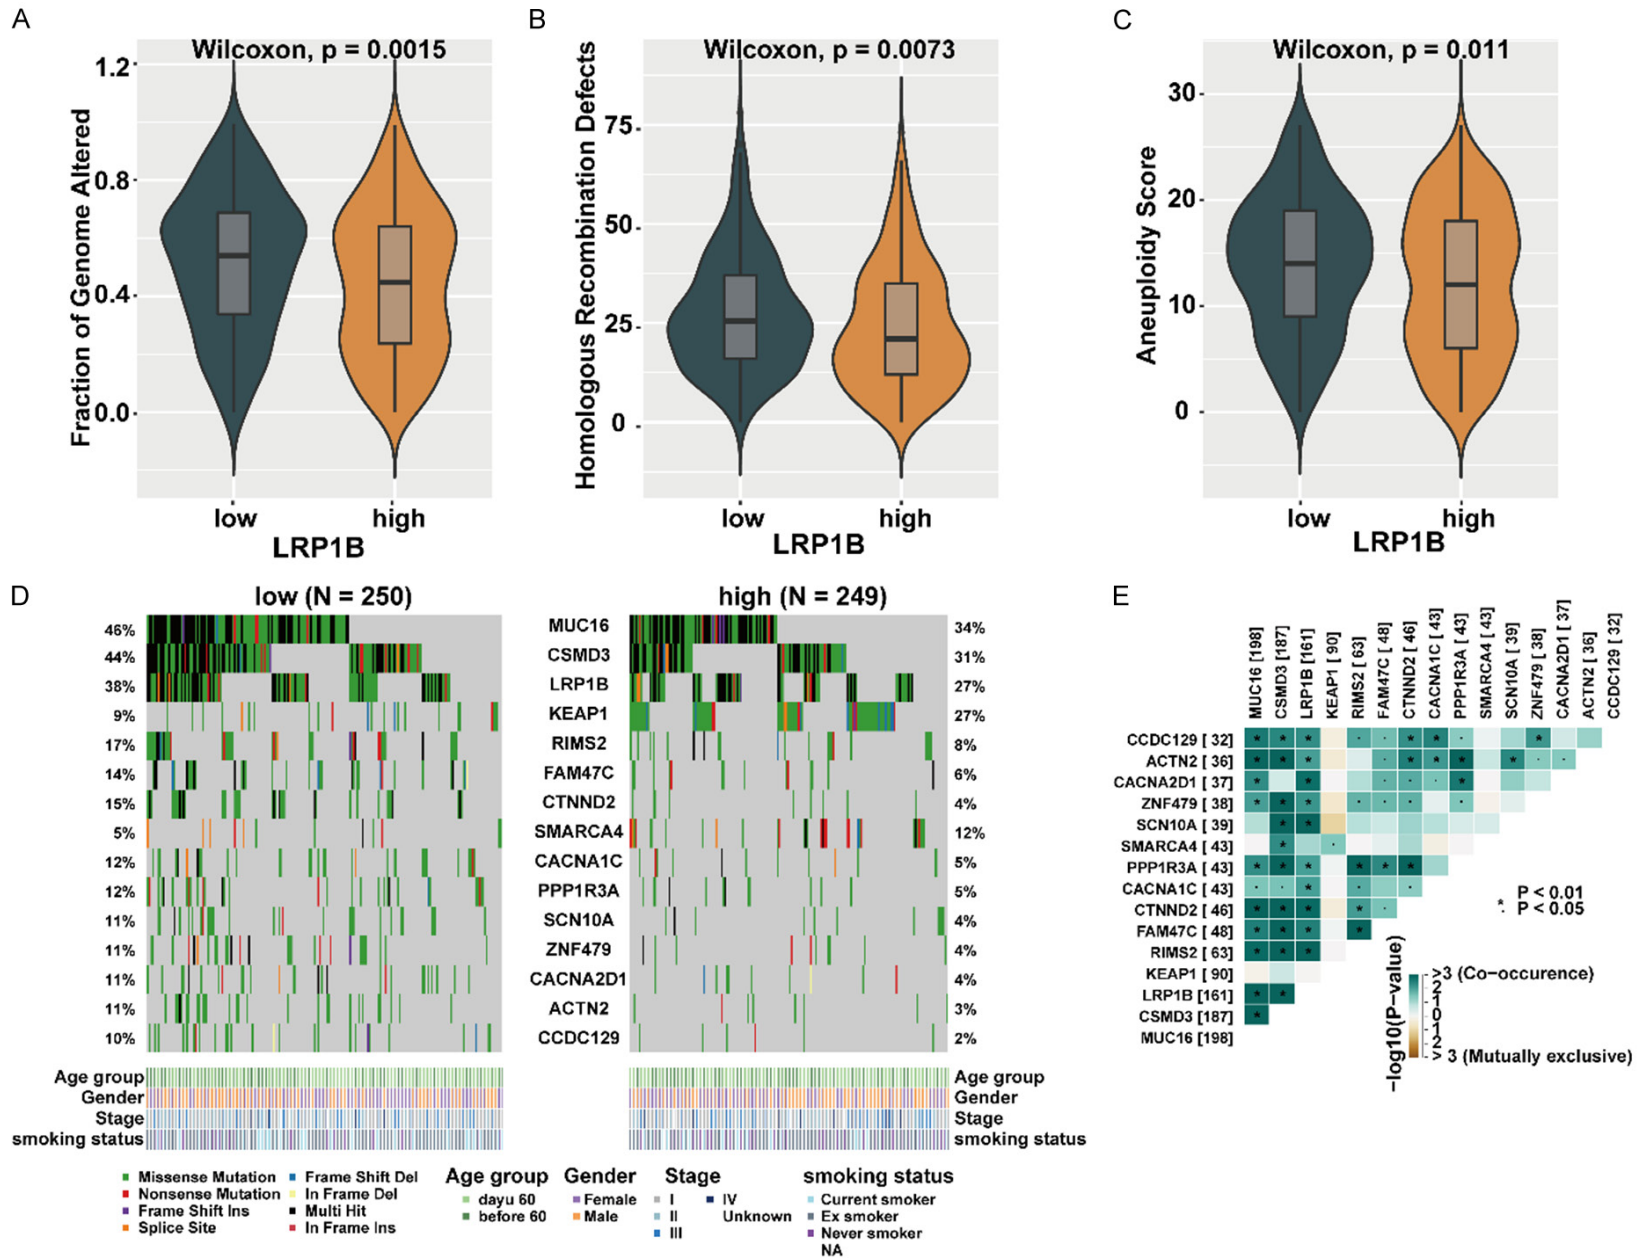 A
Wilcoxon, p = 0.0015
Fraction of Genome Altered
1.2
0.8
0.4
0.0
low
high
LRP1B
B
Wilcoxon, p = 0.0073
Homologous Recombination Defects
75
50
25
0
low
high
LRP1B
C
Wilcoxon, p = 0.011
Aneuploidy Score
30
20
10
0
low
high
LRP1B
D
low (N = 250)
high (N = 249)
46% MUC16 34%
44% CSMD3 31%
38% LRP1B 27%
9% KEAP1 27%
17% RIMS2 8%
14% FAM47C 6%
15% CTNND2 4%
5% SMARCA4 12%
12% CACNA1C 5%
12% PPP1R3A 5%
11% SCN10A 4%
11% ZNF479 4%
11% CACNA2D1 4%
11% ACTN2 3%
10% CCDC129 2%
Age group Age group
Gender Gender
Stage Stage
smoking status smoking status
Missense Mutation
Nonsense Mutation
Frame Shift Ins
Splice Site
Frame Shift Del
In Frame Del
Multi Hit
In Frame Ins
Age group
dayu 60
before 60
Gender
Female
Male
Stage
I
II
III
IV
Unknown
smoking status
Current smoker
Ex smoker
Never smoker
NA
E
MUC16 [198]
CSMD3 [187]
LRP1B [161]
KEAP1 [ 90]
RIMS2 [ 63]
FAM47C [ 48]
CTNND2 [ 46]
CACNA1C [ 43]
PPP1R3A [ 43]
SMARCA4 [ 43]
SCN10A [ 39]
ZNF479 [ 38]
CACNA2D1 [ 37]
ACTN2 [ 36]
CCDC129 [ 32]
CCDC129 [ 32]
ACTN2 [ 36]
CACNA2D1 [ 37]
ZNF479 [ 38]
SCN10A [ 39]
SMARCA4 [ 43]
PPP1R3A [ 43]
CACNA1C [ 43]
CTNND2 [ 46]
FAM47C [ 48]
RIMS2 [ 63]
KEAP1 [ 90]
LRP1B [161]
CSMD3 [187]
MUC16 [198]
* P < 0.01
· P < 0.05
−log10(P−value)
>3 (Co−occurence)
2
1
0
1
2
> 3 (Mutually exclusive)